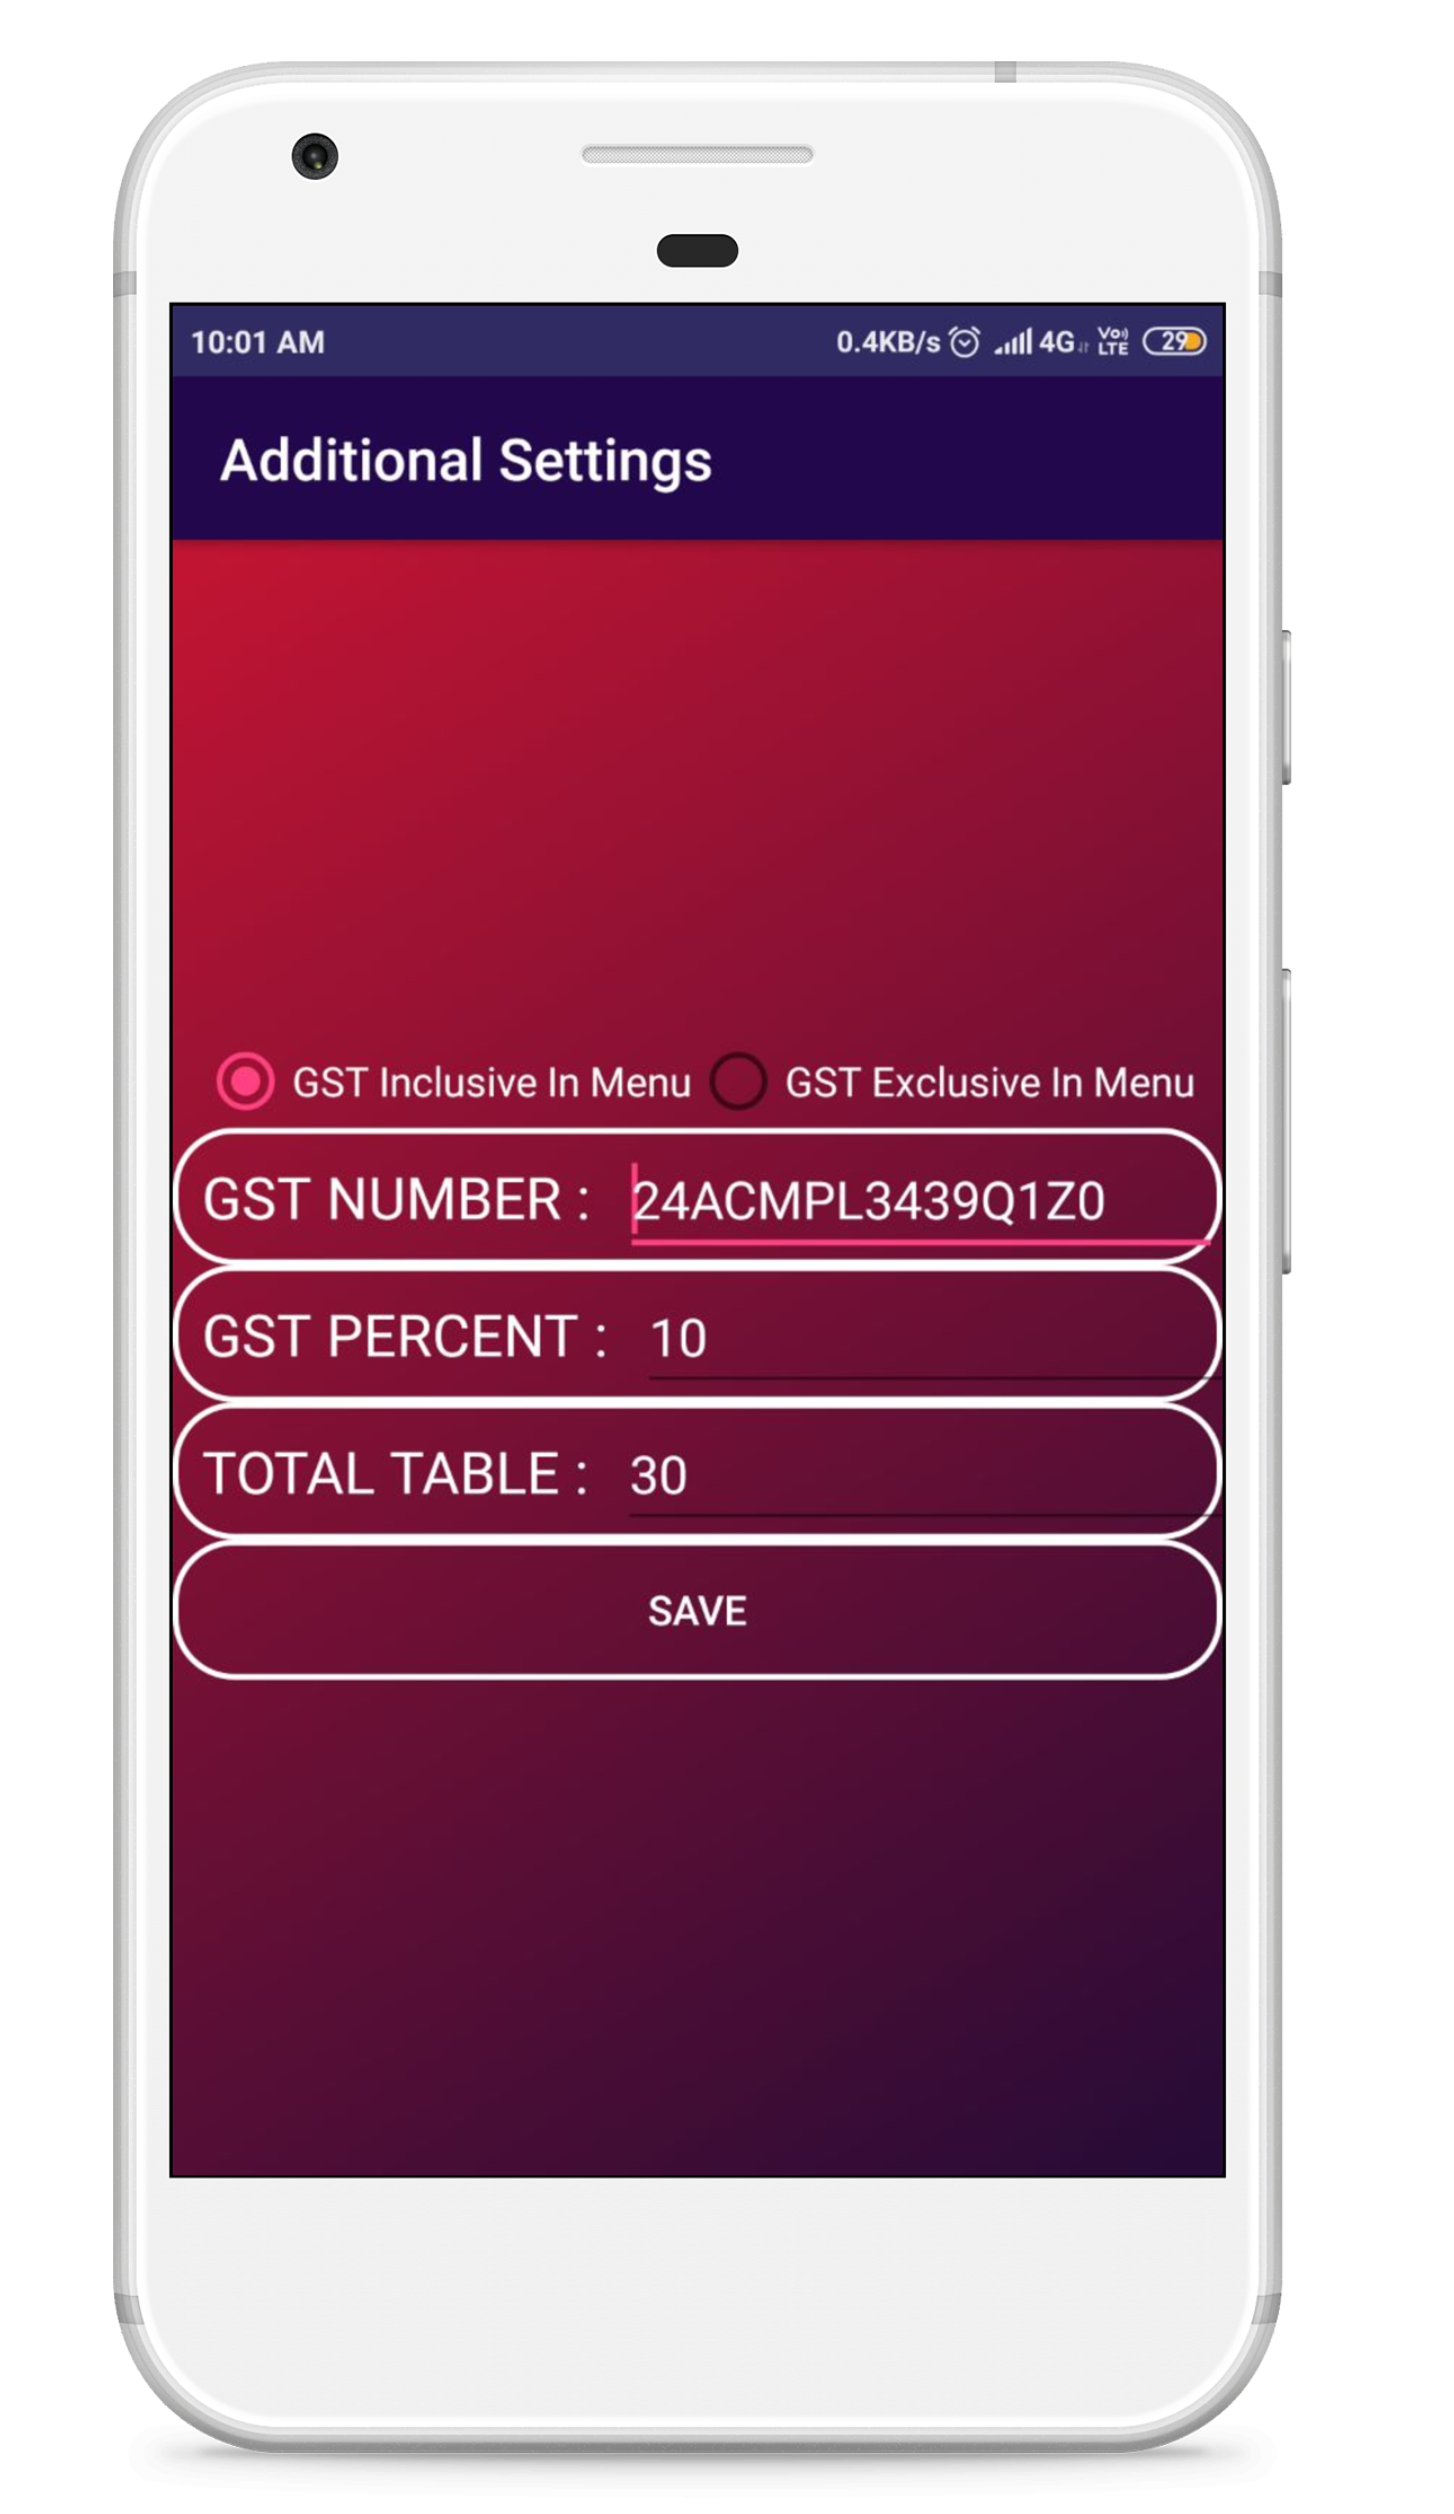 10:01 AM 0.4KB/s 4G Vo)) LTE 29
Additional Settings
GST Inclusive In Menu GST Exclusive In Menu
GST NUMBER : 24ACMPL3439Q1Z0
GST PERCENT : 10
TOTAL TABLE : 30
SAVE